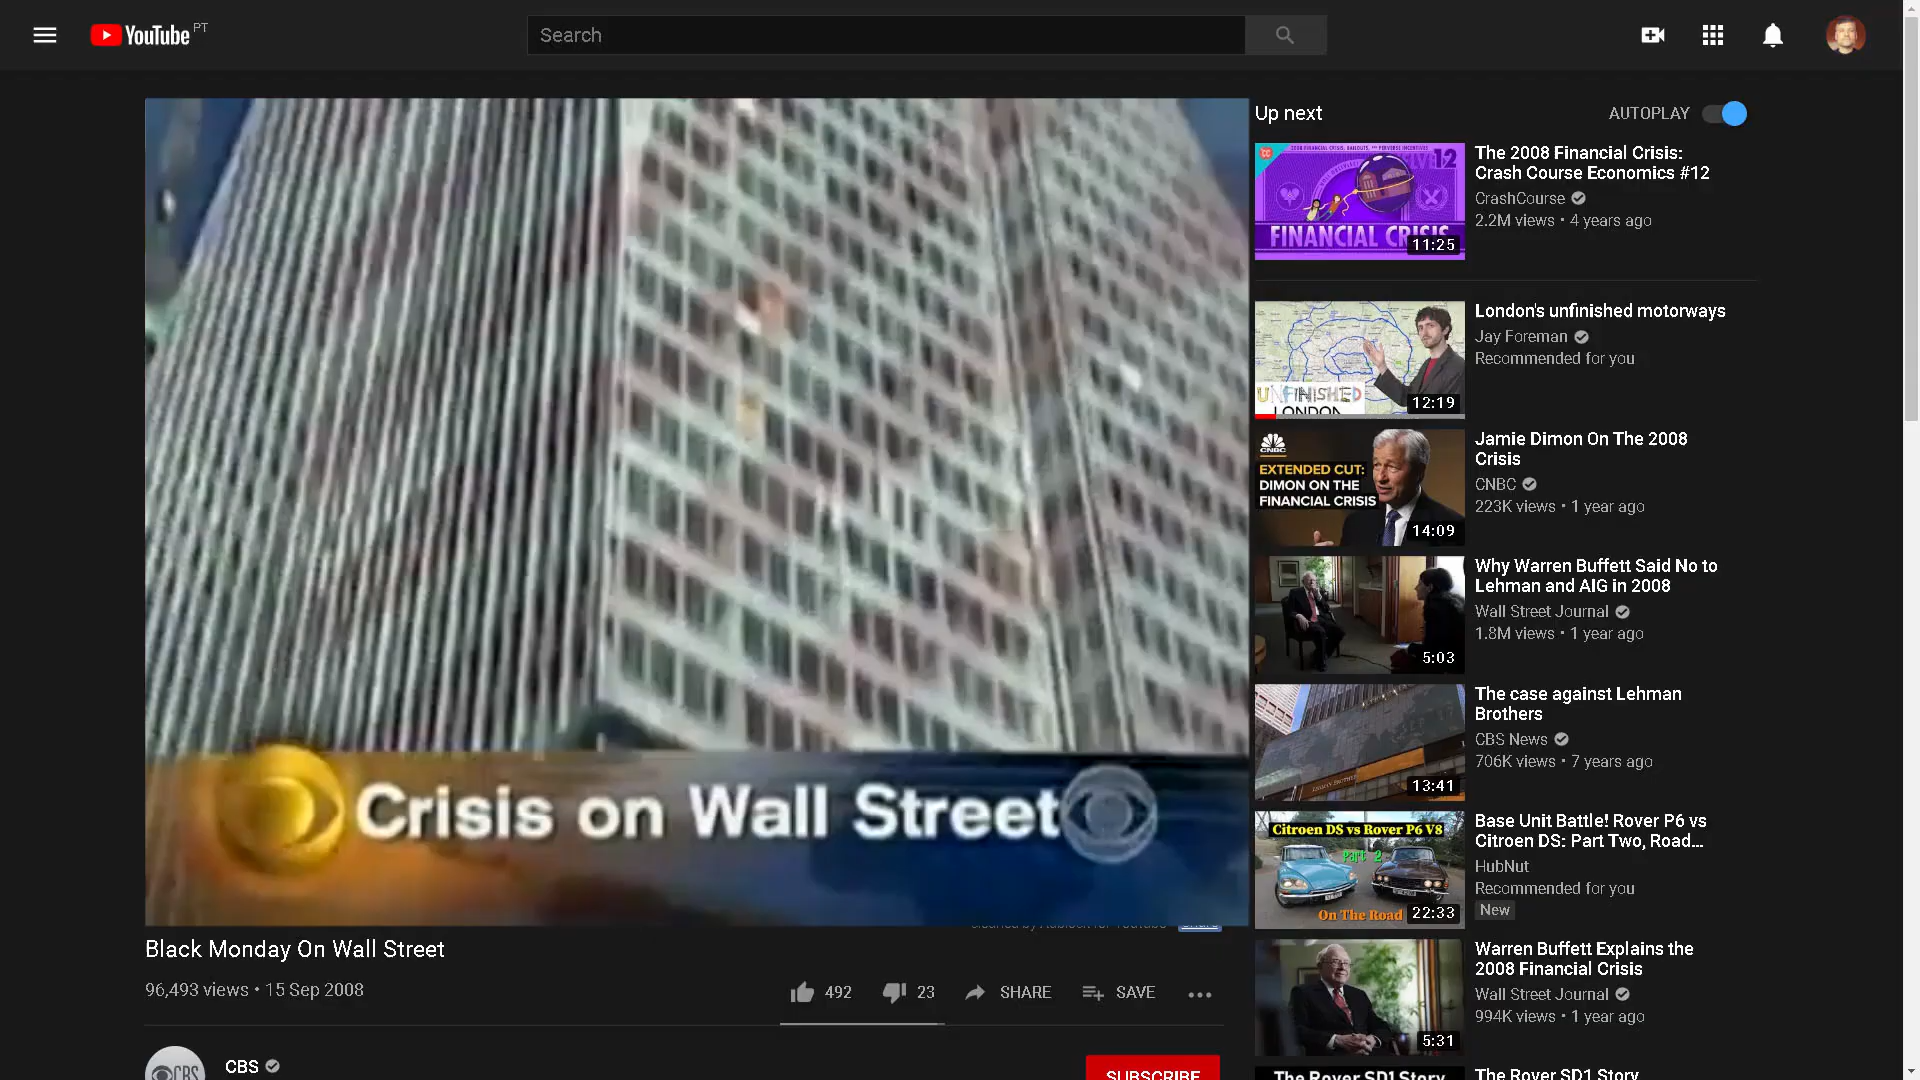 YouTube PT
Search
Crisis on Wall Street
Black Monday On Wall Street
96,493 views • 15 Sep 2008
492
23
SHARE
SAVE
CBS
CBS
SUBSCRIBE
Up next
AUTOPLAY
12
FINANCIAL CRISIS
11:25
The 2008 Financial Crisis:
Crash Course Economics #12
CrashCourse
2.2M views • 4 years ago
UNFINISHED
LONDON
12:19
London's unfinished motorways
Jay Foreman
Recommended for you
CNBC
EXTENDED CUT:
DIMON ON THE
FINANCIAL CRISIS
14:09
Jamie Dimon On The 2008
Crisis
CNBC
223K views • 1 year ago
5:03
Why Warren Buffett Said No to
Lehman and AIG in 2008
Wall Street Journal
1.8M views • 1 year ago
13:41
The case against Lehman
Brothers
CBS News
706K views • 7 years ago
Citroen DS vs Rover P6 V8
Part 2
On The Road
22:33
Base Unit Battle! Rover P6 vs
Citroen DS: Part Two, Road...
HubNut
Recommended for you
New
5:31
Warren Buffett Explains the
2008 Financial Crisis
Wall Street Journal
994K views • 1 year ago
The Rover SD1 Story
The Rover SD1 Story